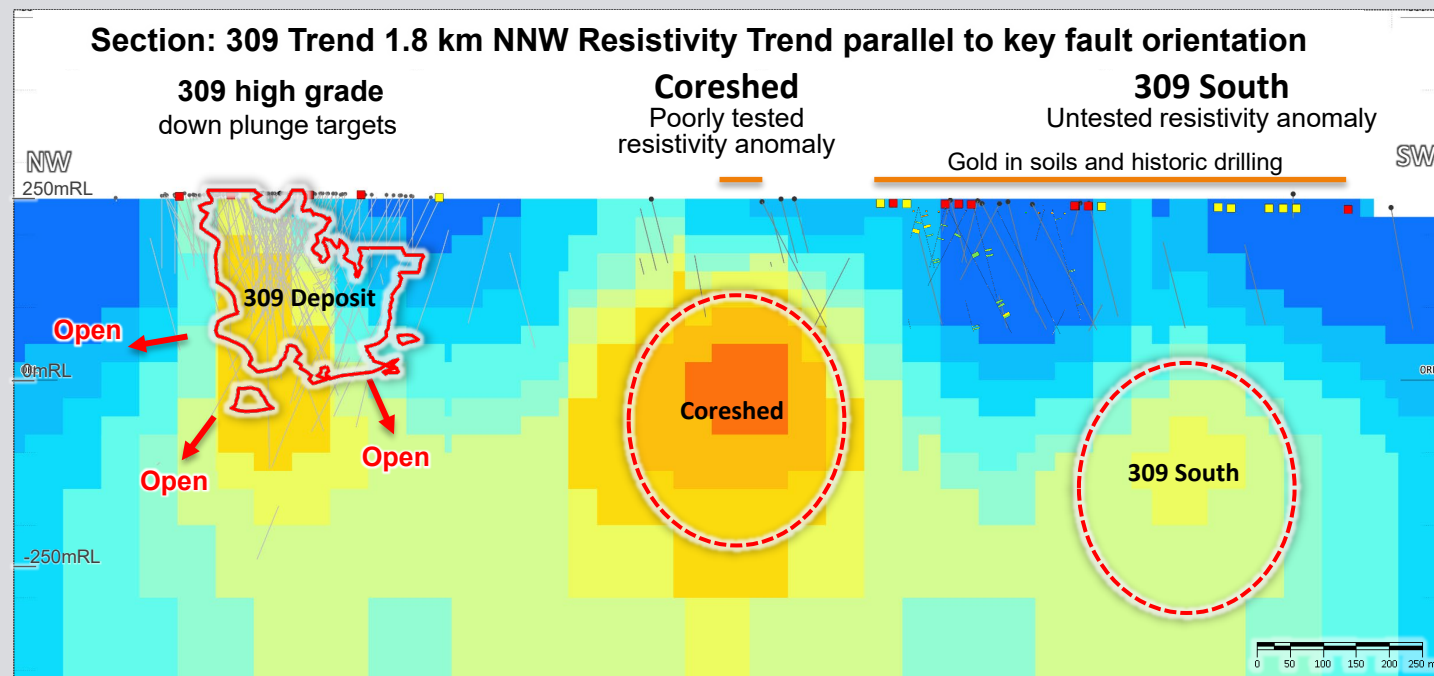 Section: 309 Trend 1.8 km NNW Resistivity Trend parallel to key fault orientation
309 high grade
down plunge targets
Coreshed
Poorly tested
resistivity anomaly
309 South
Untested resistivity anomaly
Gold in soils and historic drilling
NW
SW
250mRL
309 Deposit
Open
0mRL
Coreshed
Open
Open
309 South
-250mRL
0 50 100 150 200 250 m